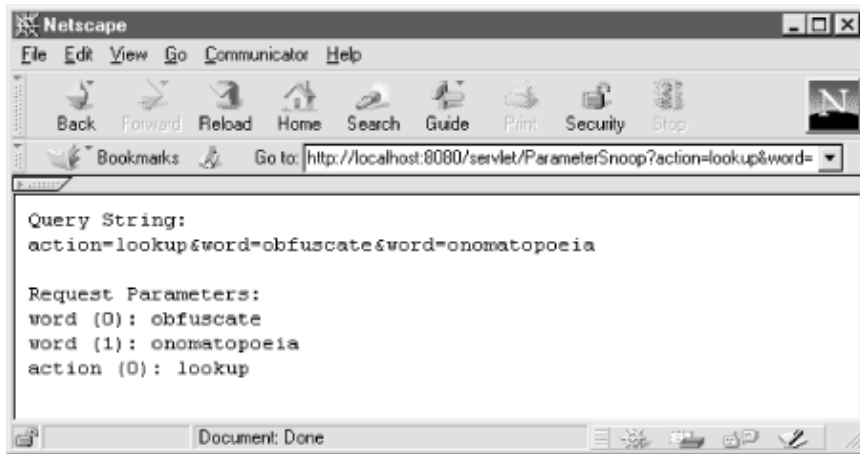 Netscape
File Edit View Go Communicator Help
Back Forward Reload Home Search Guide Print Security Stop
N
Bookmarks Go to: http://localhost:8080/servlet/ParameterSnoop?action=lookup&word=
Query String:
action=lookup&word=obfuscate&word=onomatopoeia
Request Parameters:
word (0): obfuscate
word (1): onomatopoeia
action (0): lookup
Document: Done